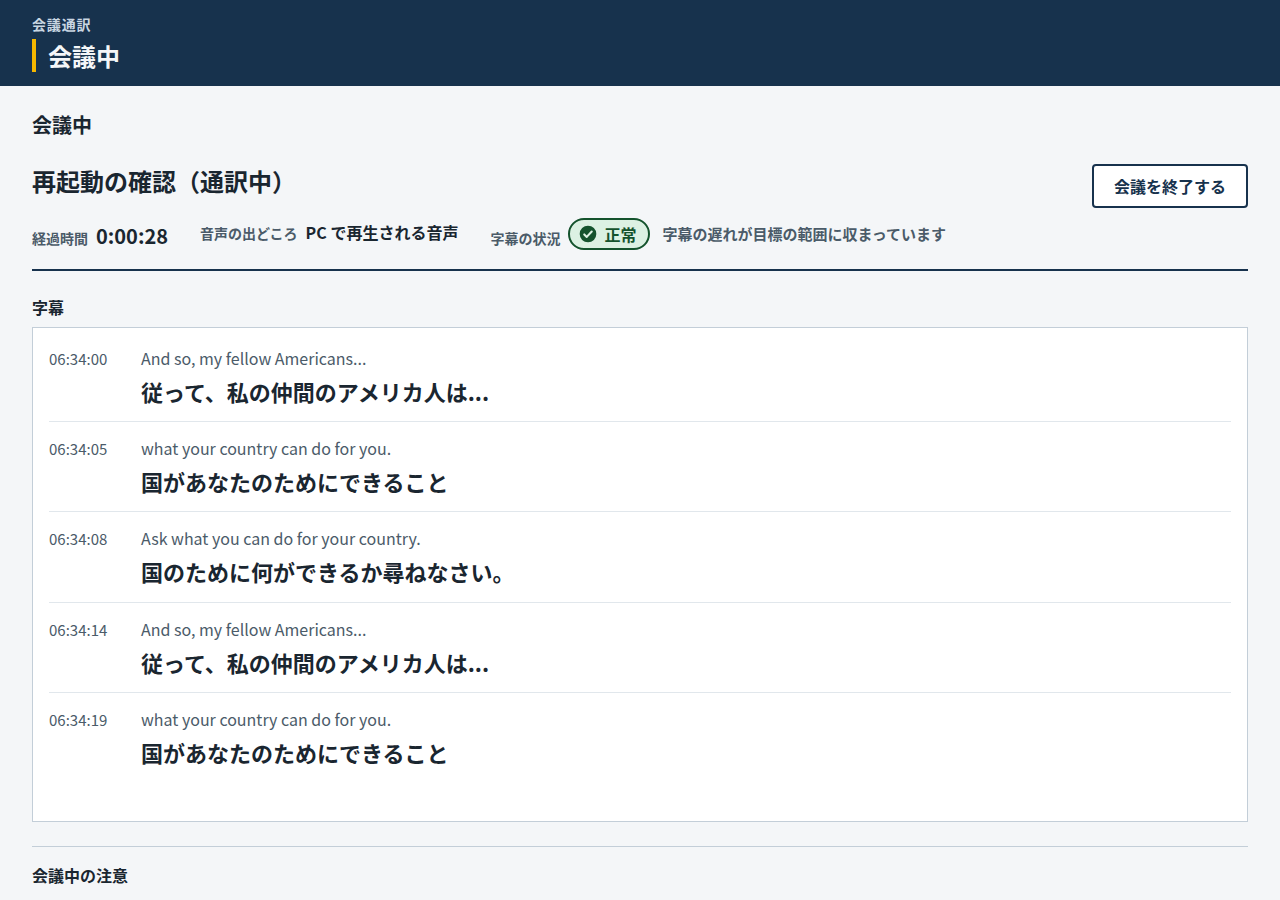 会議通訳
会議中
会議中
再起動の確認（通訳中）
会議を終了する
経過時間 0:00:28 音声の出どころ PC で再生される音声 字幕の状況 正常 字幕の遅れが目標の範囲に収まっています
字幕
06:34:00 And so, my fellow Americans...
従って、私の仲間のアメリカ人は...
06:34:05 what your country can do for you.
国があなたのためにできること
06:34:08 Ask what you can do for your country.
国のために何ができるか尋ねなさい。
06:34:14 And so, my fellow Americans...
従って、私の仲間のアメリカ人は...
06:34:19 what your country can do for you.
国があなたのためにできること
会議中の注意